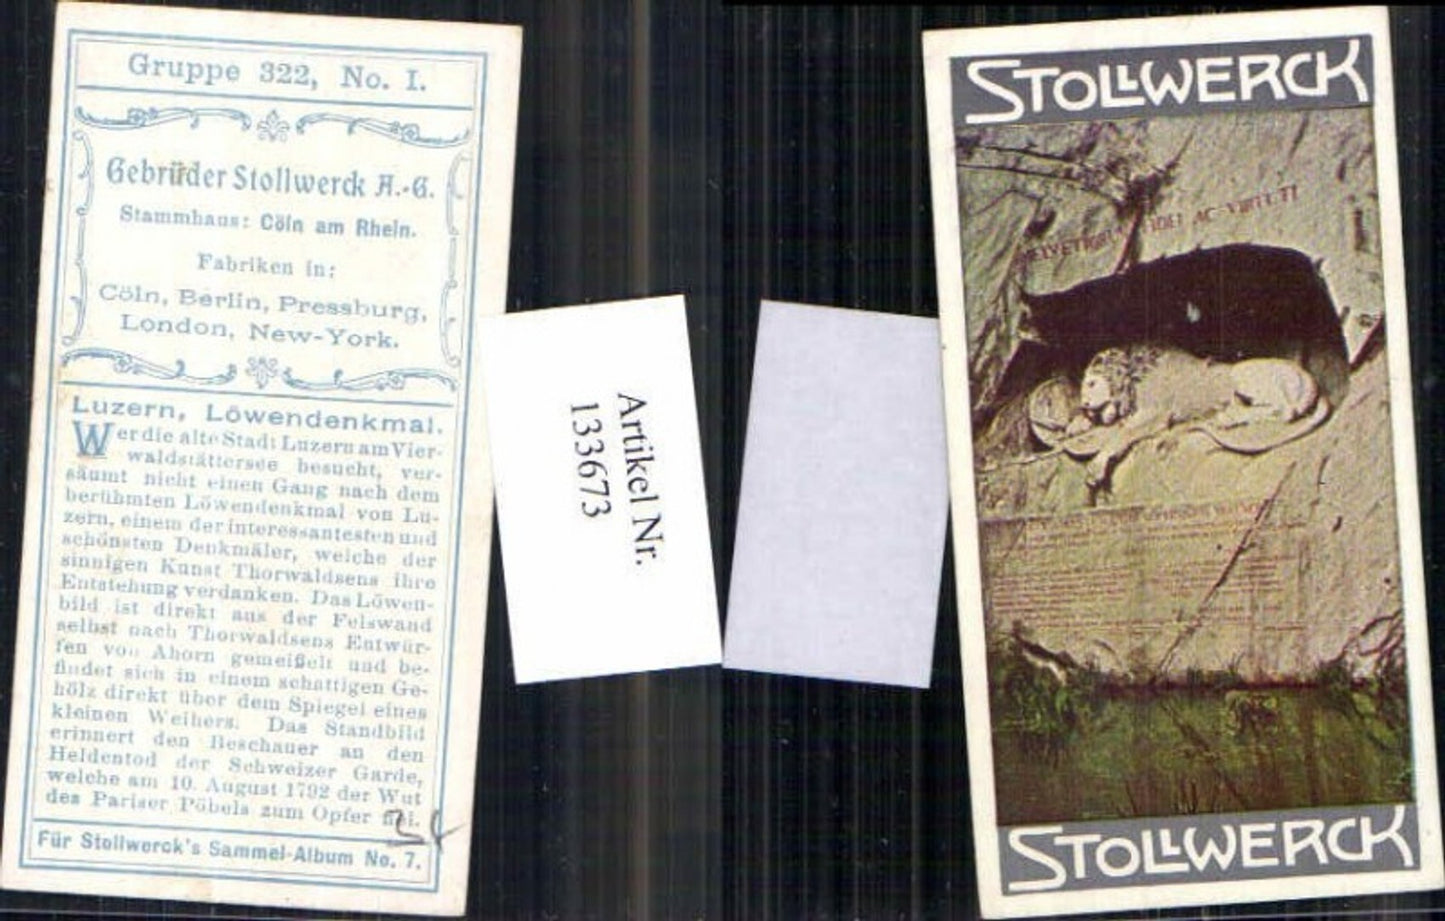 Gruppe 322, No. I.
Gebrüder Stollwerck A.-G.
Stammhaus: Cöln am Rhein.
Fabriken in:
Cöln, Berlin, Pressburg,
London, New-York.
Luzern, Löwendenkmal.
Wer die alte Stadt Luzern am Vier-
waldstättersee besucht, ver-
säumt nicht einen Gang nach dem
berühmten Löwendenkmal von Lu-
zern, einem der interessantesten und
schönsten Denkmäler, welche der
sinnigen Kunst Thorwaldsens ihre
Entstehung verdanken. Das Löwen-
bild ist direkt aus der Felswand
selbst nach Thorwaldsens Entwür-
fen von Ahorn gemeißelt und be-
findet sich in einem schattigen Ge-
hölz direkt über dem Spiegel eines
kleinen Weihers. Das Standbild
erinnert den Beschauer an den
Heldentod der Schweizer Garde,
welche am 10. August 1792 der Wut
des Pariser Pöbels zum Opfer fiel.
Für Stollwerck's Sammel-Album No. 7.
Artikel Nr.
133673
STOLLWERCK
HELVETIORUM FIDEI AC VIRTUTI
STOLLWERCK